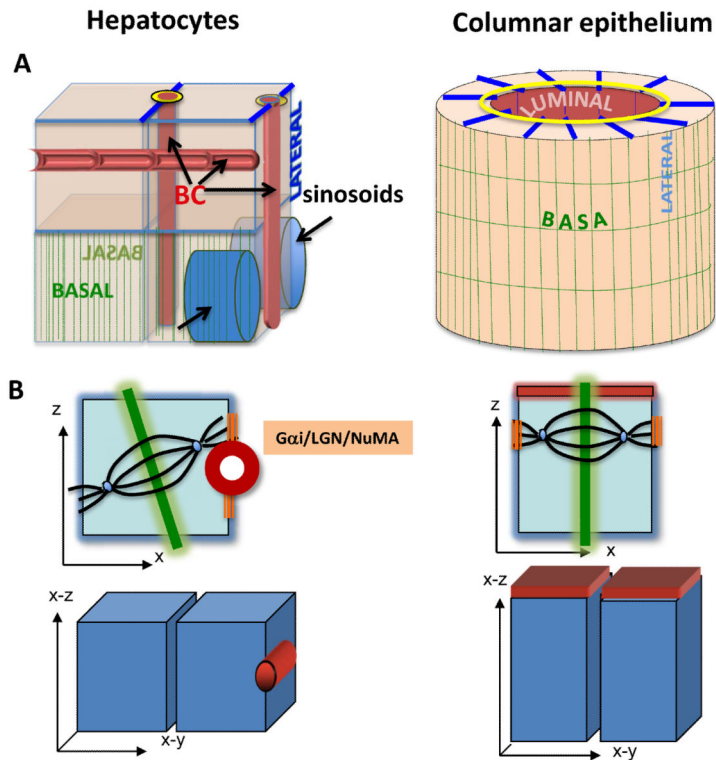 Hepatocytes
Columnar epithelium
A
LUMINAL
LATERAL
BC
sinosoids
LATERAL
BASA
BASAL
BASAL
B
z
x
Gαi/LGN/NuMA
z
x
x-z
x-y
x-z
x-y